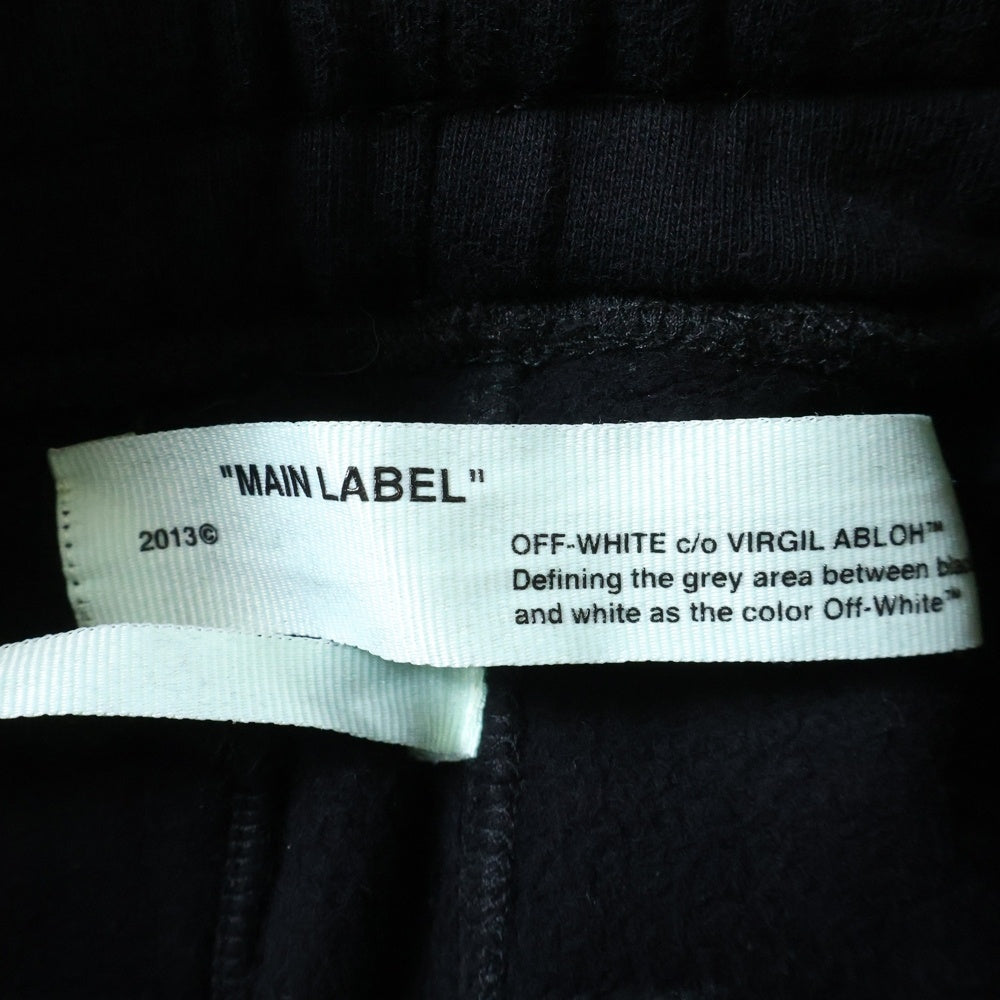 "MAIN LABEL"
2013©
OFF-WHITE c/o VIRGIL ABLOH™
Defining the grey area between
and white as the color Off-White™